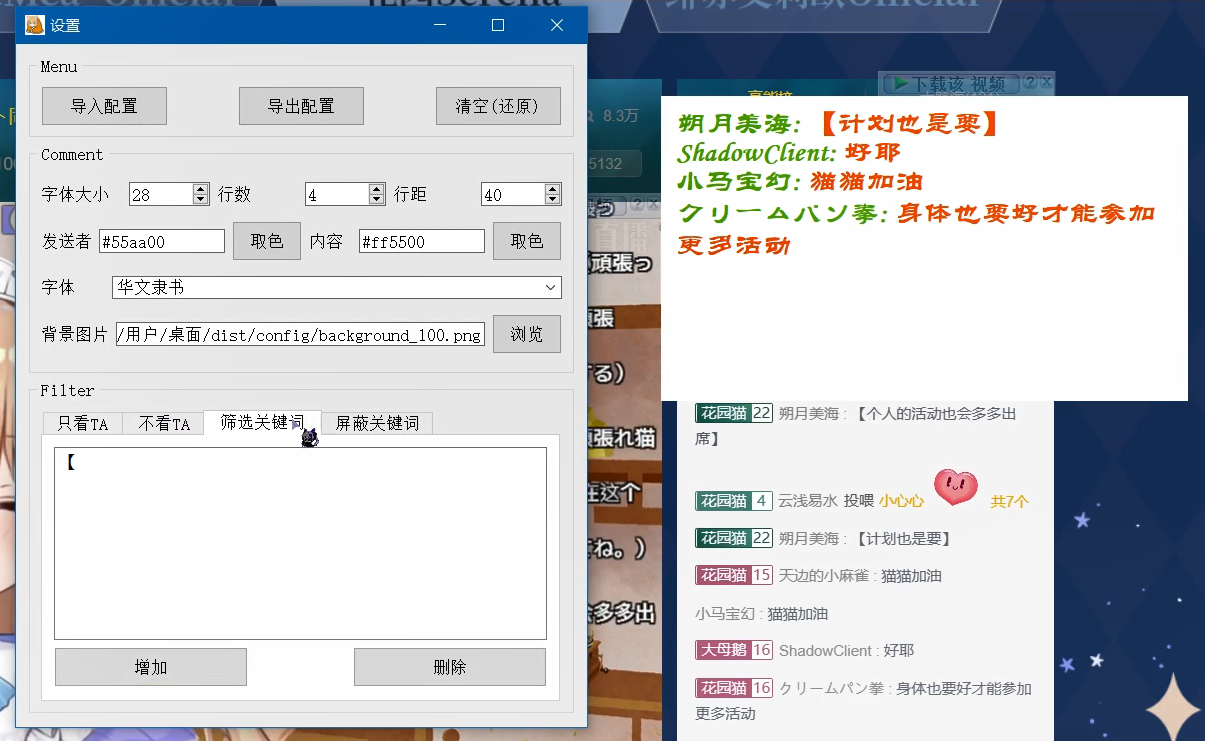 设置
Menu
导入配置
导出配置
清空(还原)
Comment
字体大小 28 行数 4 行距 40
发送者 #55aa00 取色 内容 #ff5500 取色
字体 华文隶书
背景图片 /用户/桌面/dist/config/background_100.png 浏览
Filter
只看TA 不看TA 筛选关键词 屏蔽关键词
【
增加
删除
8.3万
5132
下载该 视频
朔月美海: 【计划也是要】
ShadowClient: 好耶
小马宝幻: 猫猫加油
クリームパン拳: 身体也要好才能参加
更多活动
頑張っ
張
する）
頑張れ猫
在这个
ね。）
会多多出
花园猫 22 朔月美海 : 【个人的活动也会多多出
席】
花园猫 4 云浅易水 投喂 小心心 共7个
花园猫 22 朔月美海 : 【计划也是要】
花园猫 15 天边的小麻雀 : 猫猫加油
小马宝幻 : 猫猫加油
大母鹅 16 ShadowClient : 好耶
花园猫 16 クリームパン拳 : 身体也要好才能参加
更多活动